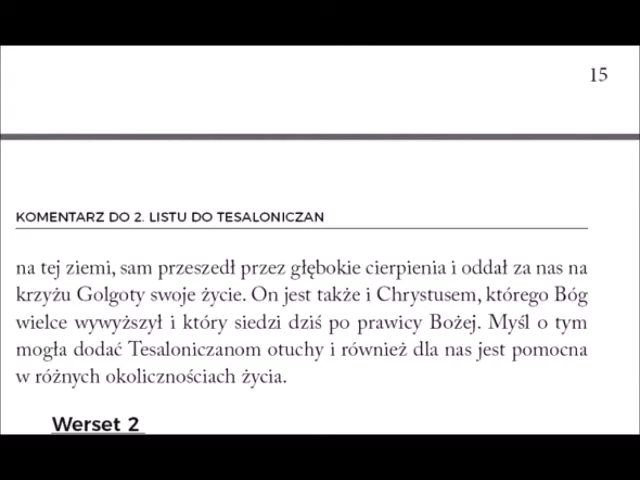 15
KOMENTARZ DO 2. LISTU DO TESALONICZAN
na tej ziemi, sam przeszedł przez głębokie cierpienia i oddał za nas na
krzyżu Golgoty swoje życie. On jest także i Chrystusem, którego Bóg
wielce wywyższył i który siedzi dziś po prawicy Bożej. Myśl o tym
mogła dodać Tesaloniczanom otuchy i również dla nas jest pomocna
w różnych okolicznościach życia.
Werset 2